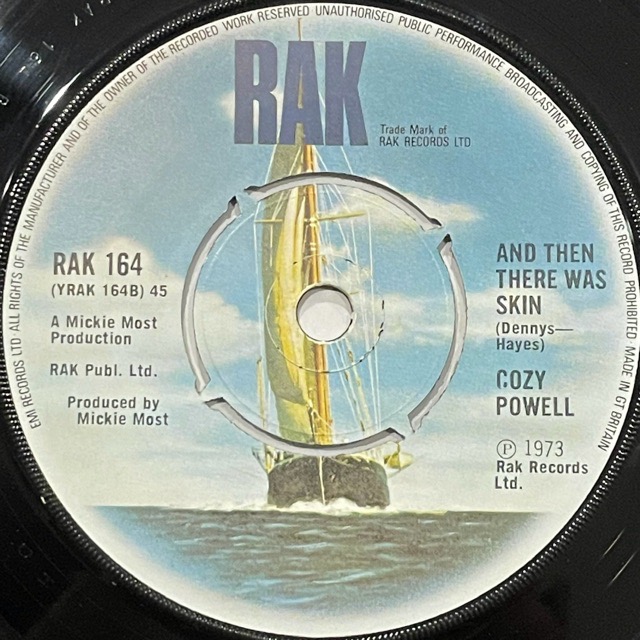 EMI RECORDS LTD. ALL RIGHTS OF THE MANUFACTURER AND OF THE OWNER OF THE RECORDED WORK RESERVED UNAUTHORISED PUBLIC PERFORMANCE BROADCASTING AND COPYING OF THIS RECORD PROHIBITED · MADE IN GT BRITAIN
RAK
Trade Mark of
RAK RECORDS LTD
RAK 164
(YRAK 164B) 45
A Mickie Most
Production
RAK Publ. Ltd.
Produced by
Mickie Most
AND THEN
THERE WAS
SKIN
(Dennys—
Hayes)
COZY
POWELL
Ⓟ 1973
Rak Records
Ltd.